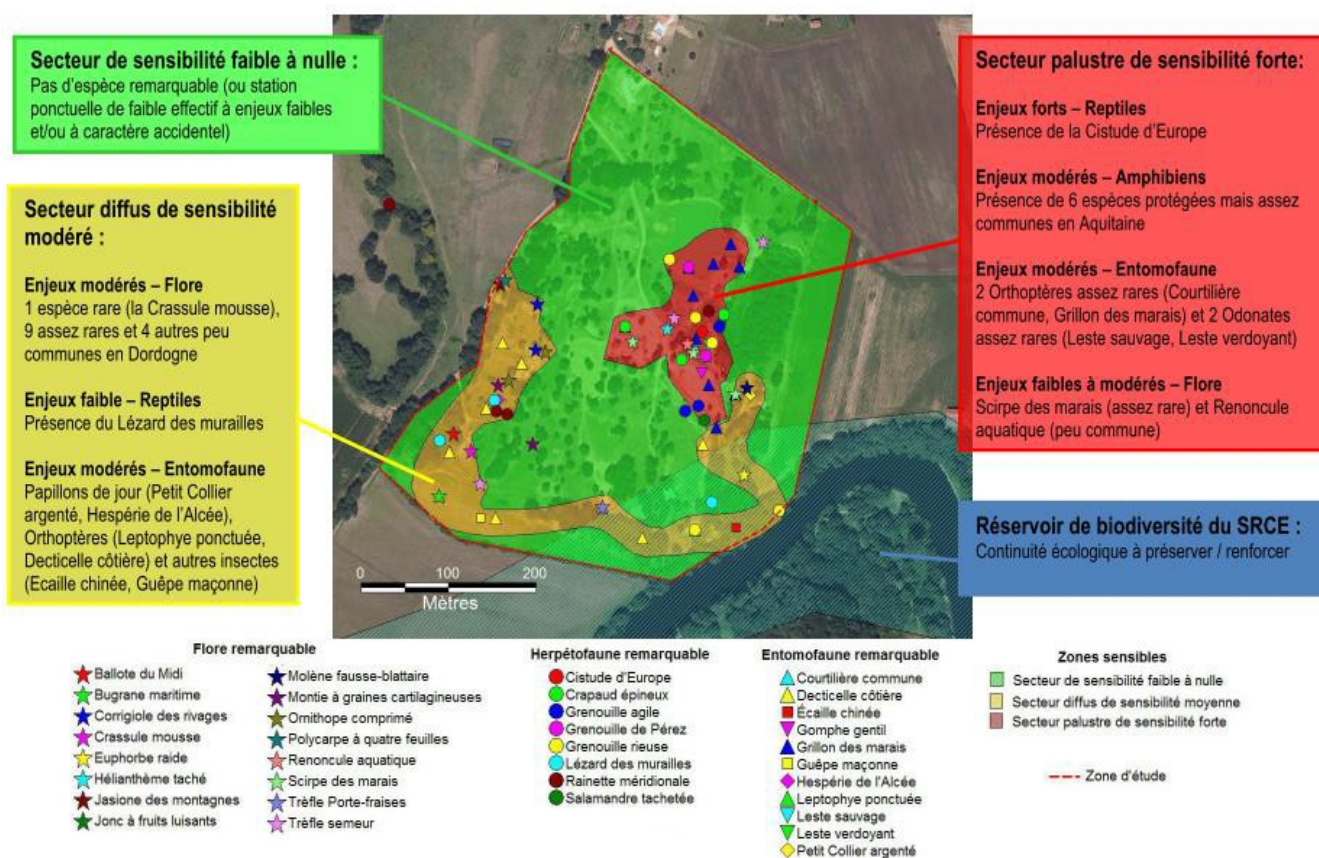 Secteur de sensibilité faible à nulle :
Pas d'espèce remarquable (ou station
ponctuelle de faible effectif à enjeux faibles
et/ou à caractère accidentel)
Secteur diffus de sensibilité
modéré :
Enjeux modérés – Flore
1 espèce rare (la Crassule mousse),
9 assez rares et 4 autres peu
communes en Dordogne
Enjeux faible – Reptiles
Présence du Lézard des murailles
Enjeux modérés – Entomofaune
Papillons de jour (Petit Collier
argenté, Hespérie de l'Alcée),
Orthoptères (Leptophye ponctuée,
Decticelle côtière) et autres insectes
(Ecaille chinée, Guêpe maçonne)
Secteur palustre de sensibilité forte:
Enjeux forts – Reptiles
Présence de la Cistude d'Europe
Enjeux modérés – Amphibiens
Présence de 6 espèces protégées mais assez
communes en Aquitaine
Enjeux modérés – Entomofaune
2 Orthoptères assez rares (Courtilière
commune, Grillon des marais) et 2 Odonates
assez rares (Leste sauvage, Leste verdoyant)
Enjeux faibles à modérés – Flore
Scirpe des marais (assez rare) et Renoncule
aquatique (peu commune)
Réservoir de biodiversité du SRCE :
Continuité écologique à préserver / renforcer
0 100 200
Mètres
Flore remarquable
Ballote du Midi
Bugrane maritime
Corrigiole des rivages
Crassule mousse
Euphorbe raide
Hélianthème taché
Jasione des montagnes
Jonc à fruits luisants
Molène fausse-blattaire
Montie à graines cartilagineuses
Ornithope comprimé
Polycarpe à quatre feuilles
Renoncule aquatique
Scirpe des marais
Trèfle Porte-fraises
Trèfle semeur
Herpétofaune remarquable
Cistude d'Europe
Crapaud épineux
Grenouille agile
Grenouille de Pérez
Grenouille rieuse
Lézard des murailles
Rainette méridionale
Salamandre tachetée
Entomofaune remarquable
Courtilière commune
Decticelle côtière
Écaille chinée
Gomphe gentil
Grillon des marais
Guêpe maçonne
Hespérie de l'Alcée
Leptophye ponctuée
Leste sauvage
Leste verdoyant
Petit Collier argenté
Zones sensibles
Secteur de sensibilité faible à nulle
Secteur diffus de sensibilité moyenne
Secteur palustre de sensibilité forte
Zone d'étude